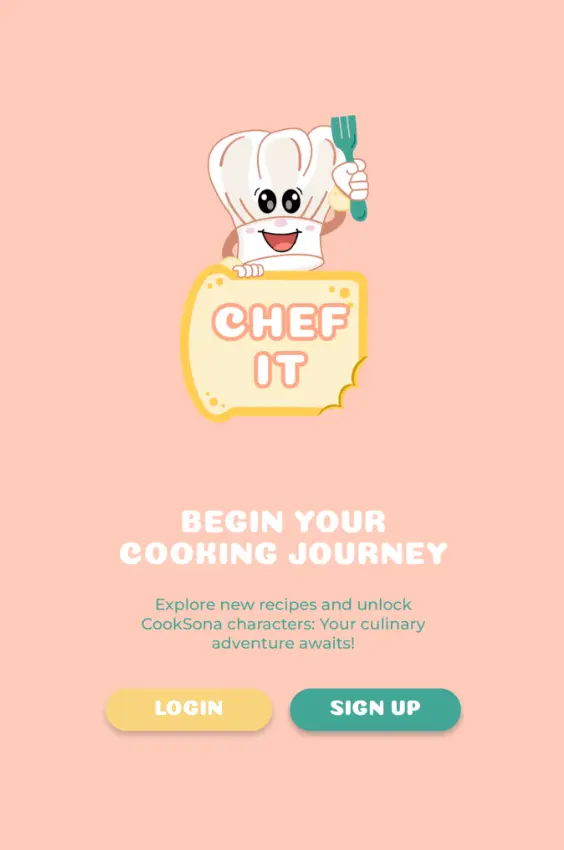 CHEF
IT
BEGIN YOUR
COOKING JOURNEY
Explore new recipes and unlock
CookSona characters: Your culinary
adventure awaits!
LOGIN
SIGN UP